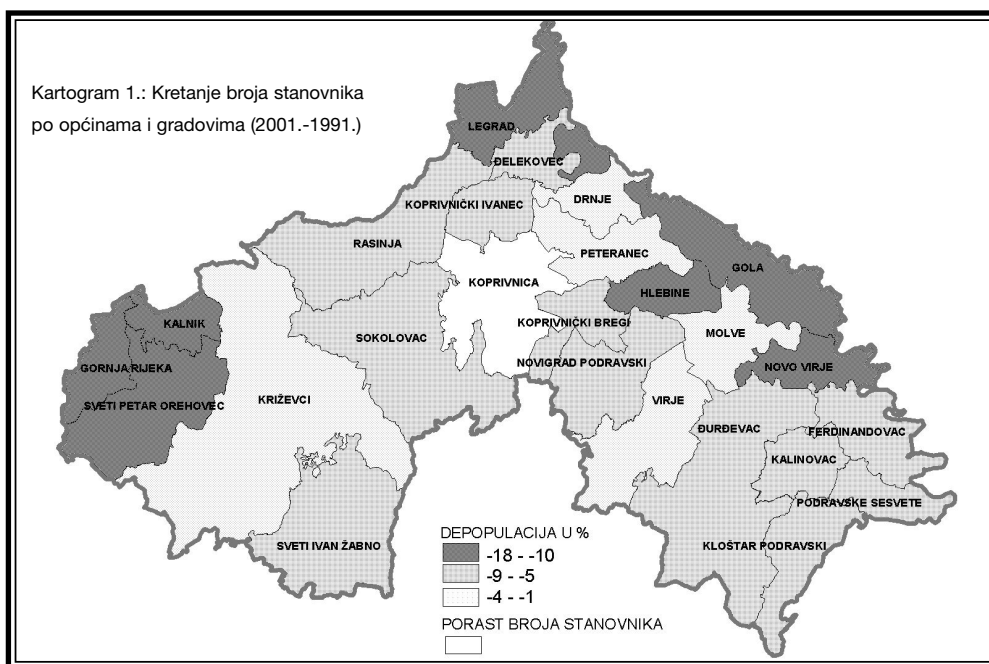 Kartogram 1.: Kretanje broja stanovnika
po općinama i gradovima (2001.-1991.)
LEGRAD
ĐELEKOVEC
DRNJE
KOPRIVNIČKI IVANEC
RASINJA
PETERANEC
GOLA
KOPRIVNICA
HLEBINE
KALNIK
KOPRIVNIČKI BREGI
MOLVE
SOKOLOVAC
NOVIGRAD PODRAVSKI
NOVO VIRJE
GORNJA RIJEKA
KRIŽEVCI
VIRJE
SVETI PETAR OREHOVEC
ĐURĐEVAC
FERDINANDOVAC
KALINOVAC
PODRAVSKE SESVETE
SVETI IVAN ŽABNO
KLOŠTAR PODRAVSKI
DEPOPULACIJA U %
-18 - -10
-9 - -5
-4 - -1
PORAST BROJA STANOVNIKA